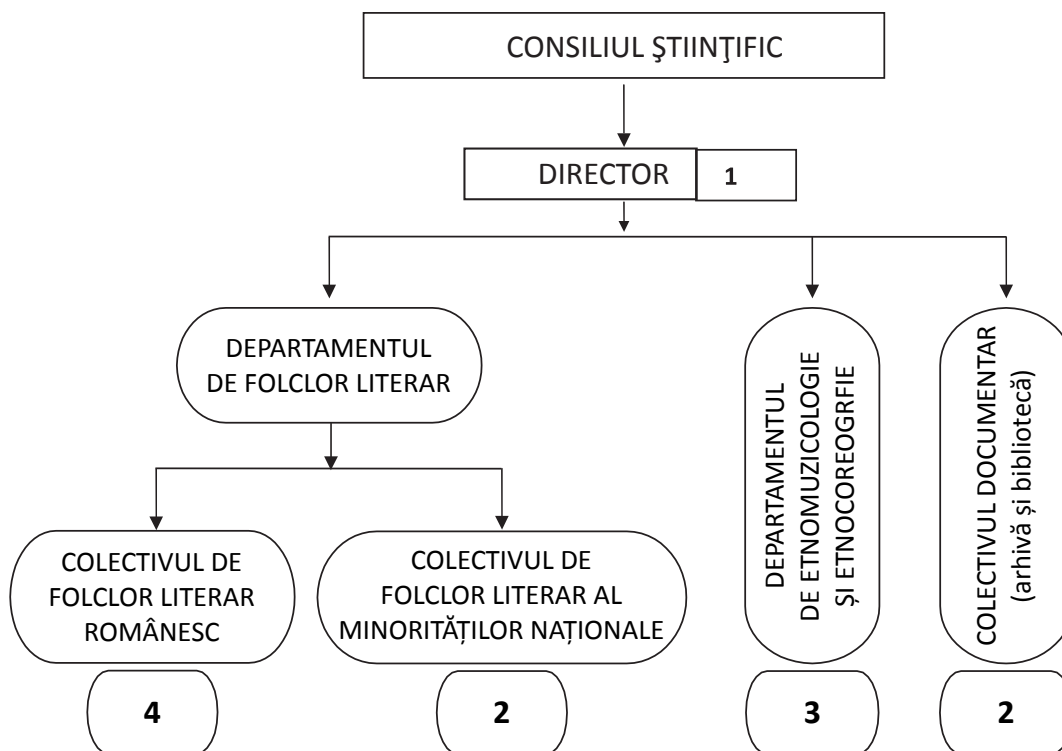 CONSILIUL ŞTIINŢIFIC
DIRECTOR
1
DEPARTAMENTUL
DE FOLCLOR LITERAR
COLECTIVUL DE
FOLCLOR LITERAR
ROMÂNESC
4
COLECTIVUL DE
FOLCLOR LITERAR AL
MINORITĂȚILOR NAȚIONALE
2
DEPARTAMENTUL
DE ETNOMUZICOLOGIE
ȘI ETNOCOREOGRFIE
3
COLECTIVUL DOCUMENTAR
(arhivă și bibliotecă)
2